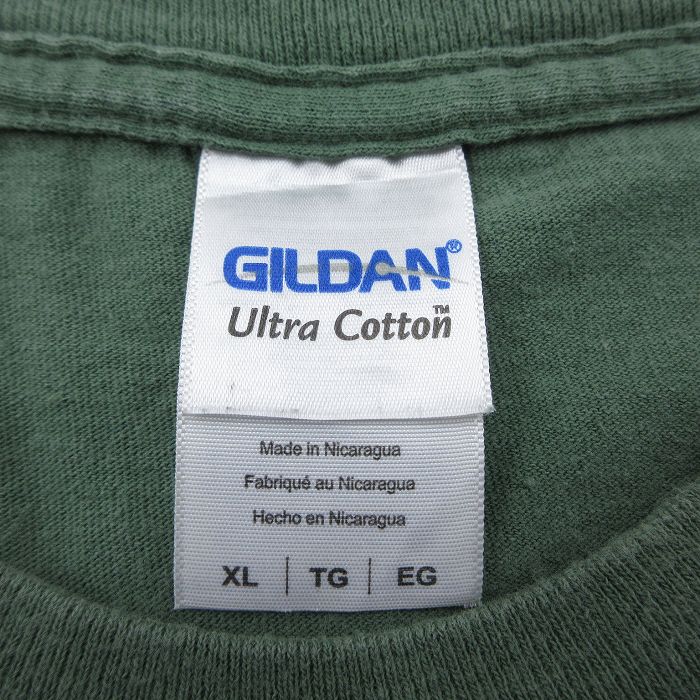 GILDAN®
Ultra Cotton™
Made in Nicaragua
Fabriqué au Nicaragua
Hecho en Nicaragua
XL | TG | EG